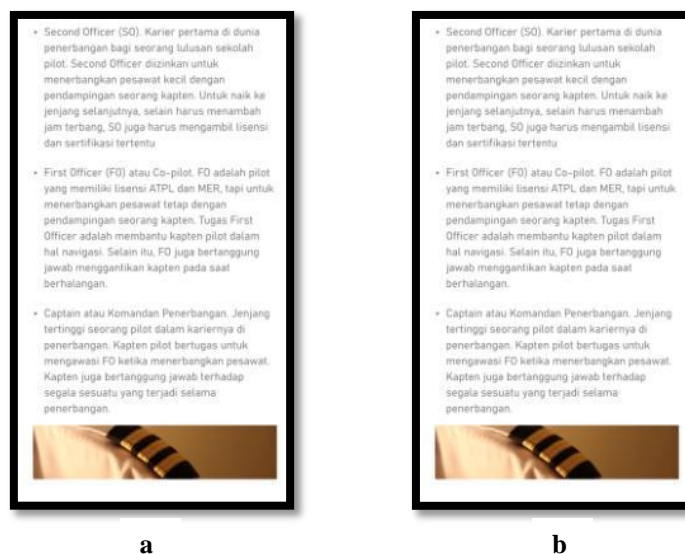 • Second Officer (SO). Karier pertama di dunia
penerbangan bagi seorang lulusan sekolah
pilot. Second Officer diizinkan untuk
menerbangkan pesawat kecil dengan
pendampingan seorang kapten. Untuk naik ke
jenjang selanjutnya, selain harus menambah
jam terbang, SO juga harus mengambil lisensi
dan sertifikasi tertentu
• First Officer (FO) atau Co-pilot. FO adalah pilot
yang memiliki lisensi ATPL dan MER, tapi untuk
menerbangkan pesawat tetap dengan
pendampingan seorang kapten. Tugas First
Officer adalah membantu kapten pilot dalam
hal navigasi. Selain itu, FO juga bertanggung
jawab menggantikan kapten pada saat
berhalangan.
• Captain atau Komandan Penerbangan. Jenjang
tertinggi seorang pilot dalam kariernya di
penerbangan. Kapten pilot bertugas untuk
mengawasi FO ketika menerbangkan pesawat.
Kapten juga bertanggung jawab terhadap
segala sesuatu yang terjadi selama
penerbangan.
a
• Second Officer (SO). Karier pertama di dunia
penerbangan bagi seorang lulusan sekolah
pilot. Second Officer diizinkan untuk
menerbangkan pesawat kecil dengan
pendampingan seorang kapten. Untuk naik ke
jenjang selanjutnya, selain harus menambah
jam terbang, SO juga harus mengambil lisensi
dan sertifikasi tertentu
• First Officer (FO) atau Co-pilot. FO adalah pilot
yang memiliki lisensi ATPL dan MER, tapi untuk
menerbangkan pesawat tetap dengan
pendampingan seorang kapten. Tugas First
Officer adalah membantu kapten pilot dalam
hal navigasi. Selain itu, FO juga bertanggung
jawab menggantikan kapten pada saat
berhalangan.
• Captain atau Komandan Penerbangan. Jenjang
tertinggi seorang pilot dalam kariernya di
penerbangan. Kapten pilot bertugas untuk
mengawasi FO ketika menerbangkan pesawat.
Kapten juga bertanggung jawab terhadap
segala sesuatu yang terjadi selama
penerbangan.
b